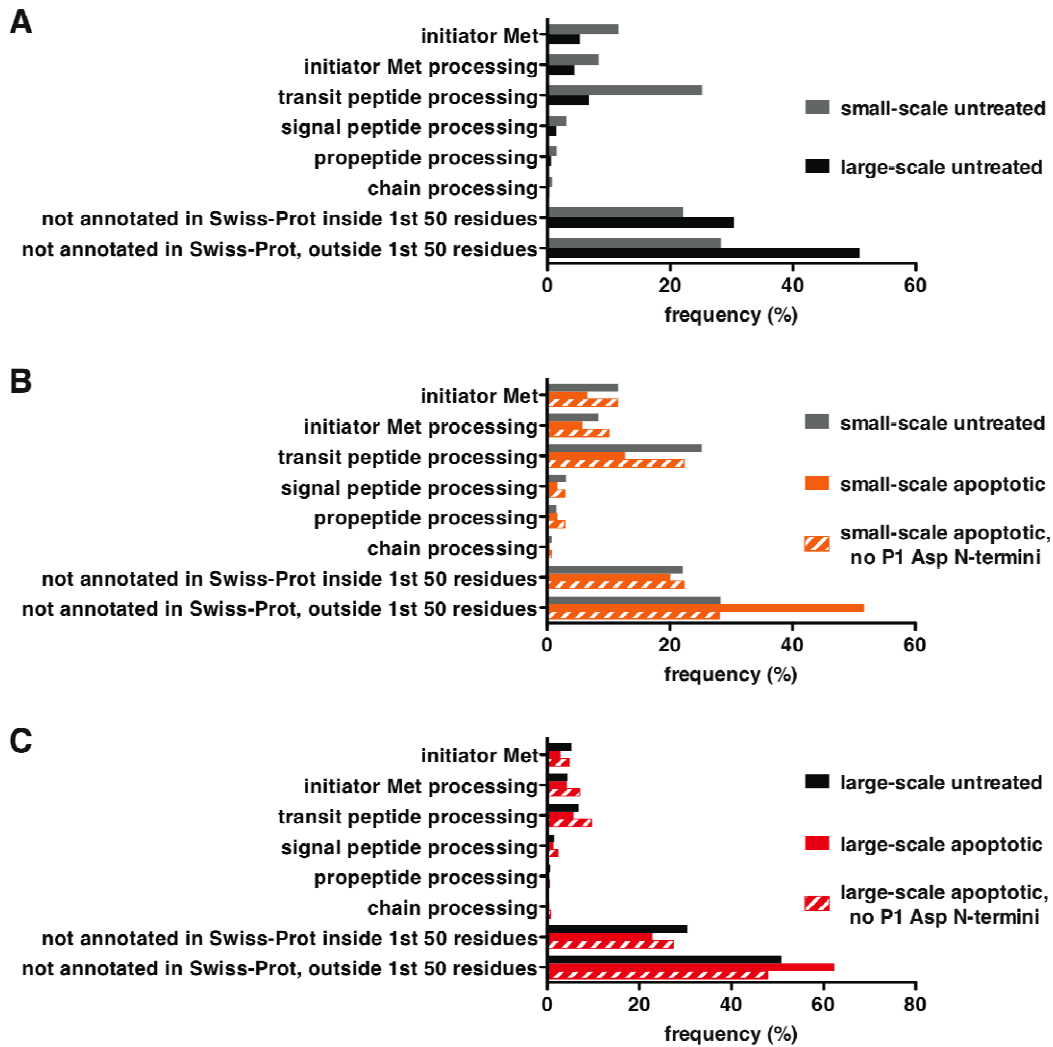 A
initiator Met
initiator Met processing
transit peptide processing
signal peptide processing
propeptide processing
chain processing
not annotated in Swiss-Prot inside 1st 50 residues
not annotated in Swiss-Prot, outside 1st 50 residues
0 20 40 60
frequency (%)
small-scale untreated
large-scale untreated
B
initiator Met
initiator Met processing
transit peptide processing
signal peptide processing
propeptide processing
chain processing
not annotated in Swiss-Prot inside 1st 50 residues
not annotated in Swiss-Prot, outside 1st 50 residues
0 20 40 60
frequency (%)
small-scale untreated
small-scale apoptotic
small-scale apoptotic,
no P1 Asp N-termini
C
initiator Met
initiator Met processing
transit peptide processing
signal peptide processing
propeptide processing
chain processing
not annotated in Swiss-Prot inside 1st 50 residues
not annotated in Swiss-Prot, outside 1st 50 residues
0 20 40 60 80
frequency (%)
large-scale untreated
large-scale apoptotic
large-scale apoptotic,
no P1 Asp N-termini